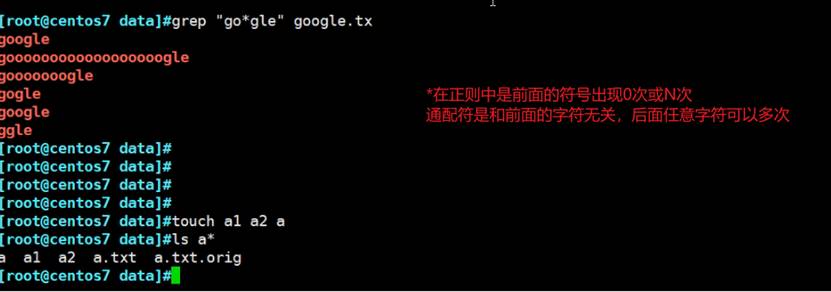 [root@centos7 data]#grep "go*gle" google.tx
google
goooooooooooooooooogle
gooooooogle
gogle
google
ggle
*在正则中是前面的符号出现0次或N次
通配符是和前面的字符无关，后面任意字符可以多次
[root@centos7 data]#
[root@centos7 data]#
[root@centos7 data]#
[root@centos7 data]#
[root@centos7 data]#touch a1 a2 a
[root@centos7 data]#ls a*
a  a1  a2  a.txt  a.txt.orig
[root@centos7 data]#